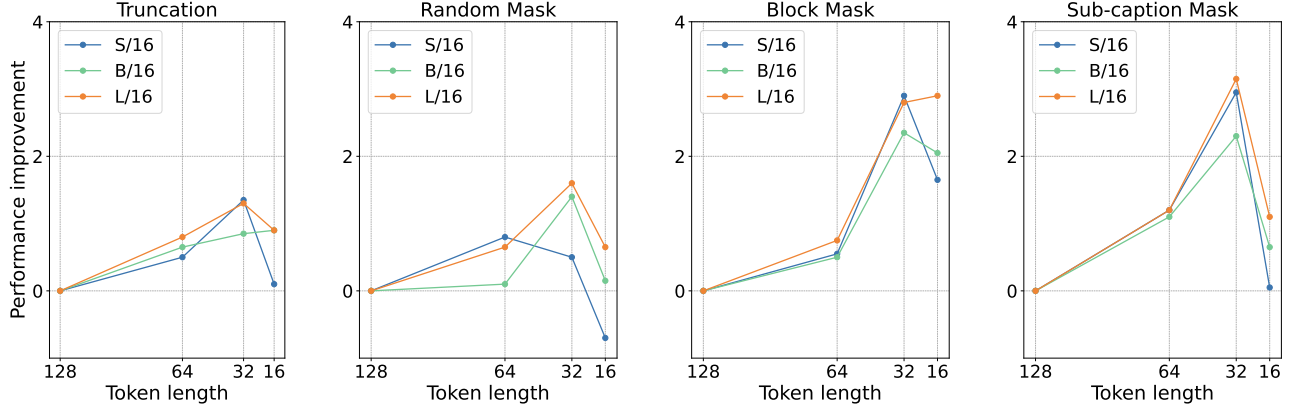 Truncation
4
2
0
Performance improvement
S/16
B/16
L/16
128 64 32 16
Token length
Random Mask
4
2
0
S/16
B/16
L/16
128 64 32 16
Token length
Block Mask
4
2
0
S/16
B/16
L/16
128 64 32 16
Token length
Sub-caption Mask
4
2
0
S/16
B/16
L/16
128 64 32 16
Token length